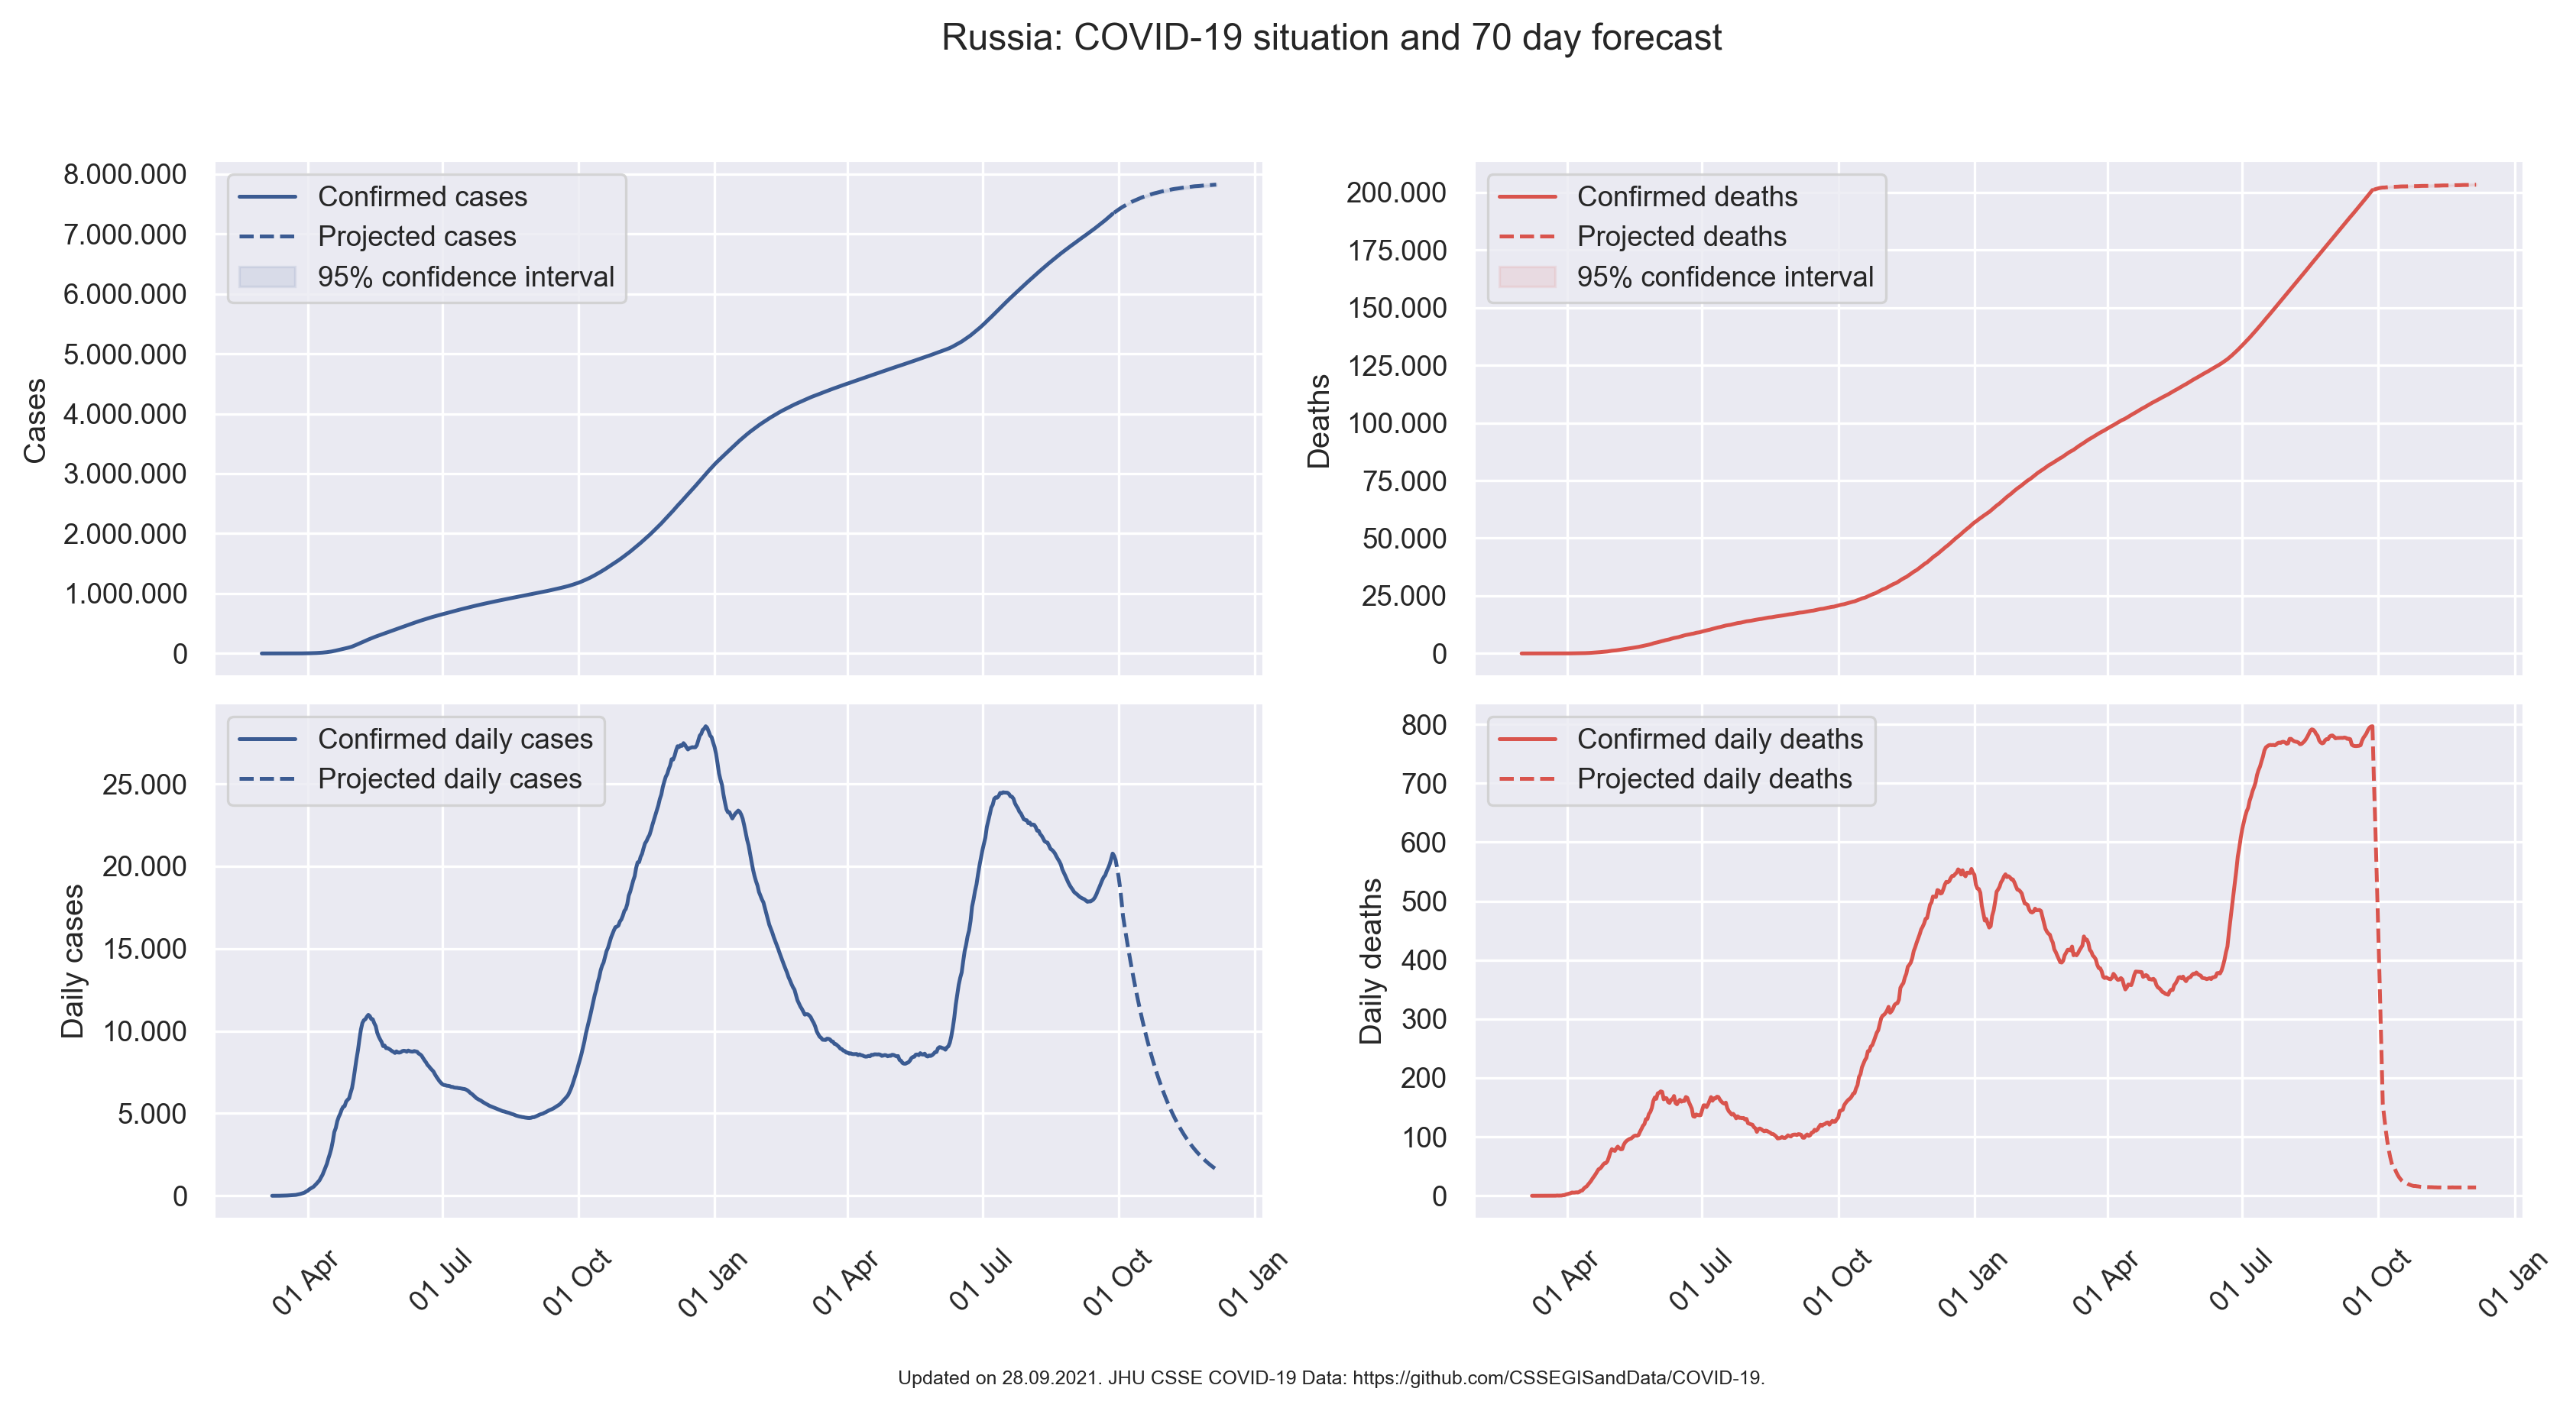 Russia: COVID-19 situation and 70 day forecast
Cases
8.000.000
7.000.000
6.000.000
5.000.000
4.000.000
3.000.000
2.000.000
1.000.000
0
Confirmed cases
Projected cases
95% confidence interval
Deaths
200.000
175.000
150.000
125.000
100.000
75.000
50.000
25.000
0
Confirmed deaths
Projected deaths
95% confidence interval
Daily cases
25.000
20.000
15.000
10.000
5.000
0
Confirmed daily cases
Projected daily cases
01 Apr
01 Jul
01 Oct
01 Jan
01 Apr
01 Jul
01 Oct
01 Jan
Daily deaths
800
700
600
500
400
300
200
100
0
Confirmed daily deaths
Projected daily deaths
01 Apr
01 Jul
01 Oct
01 Jan
01 Apr
01 Jul
01 Oct
01 Jan
Updated on 28.09.2021. JHU CSSE COVID-19 Data: https://github.com/CSSEGISandData/COVID-19.